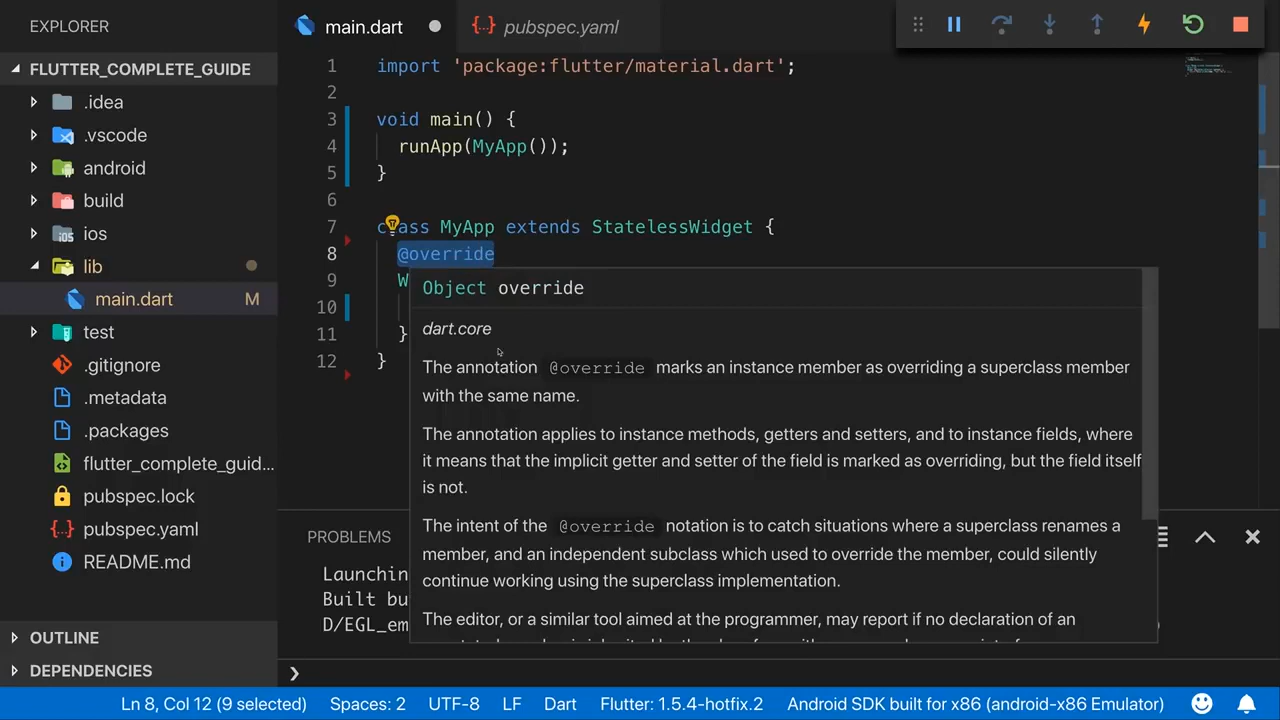 EXPLORER
FLUTTER_COMPLETE_GUIDE
.idea
.vscode
android
build
ios
lib
main.dart M
test
.gitignore
.metadata
.packages
flutter_complete_guid...
pubspec.lock
pubspec.yaml
README.md
OUTLINE
DEPENDENCIES
main.dart
pubspec.yaml
1 import 'package:flutter/material.dart';
2
3 void main() {
4 runApp(MyApp());
5 }
6
7 class MyApp extends StatelessWidget {
8 @override
9 W
10
11 }
12 }
Object override
dart.core
The annotation @override marks an instance member as overriding a superclass member
with the same name.
The annotation applies to instance methods, getters and setters, and to instance fields, where
it means that the implicit getter and setter of the field is marked as overriding, but the field itself
is not.
The intent of the @override notation is to catch situations where a superclass renames a
member, and an independent subclass which used to override the member, could silently
continue working using the superclass implementation.
The editor, or a similar tool aimed at the programmer, may report if no declaration of an
PROBLEMS
Launchin
Built bu
D/EGL_em
Ln 8, Col 12 (9 selected) Spaces: 2 UTF-8 LF Dart Flutter: 1.5.4-hotfix.2 Android SDK built for x86 (android-x86 Emulator)